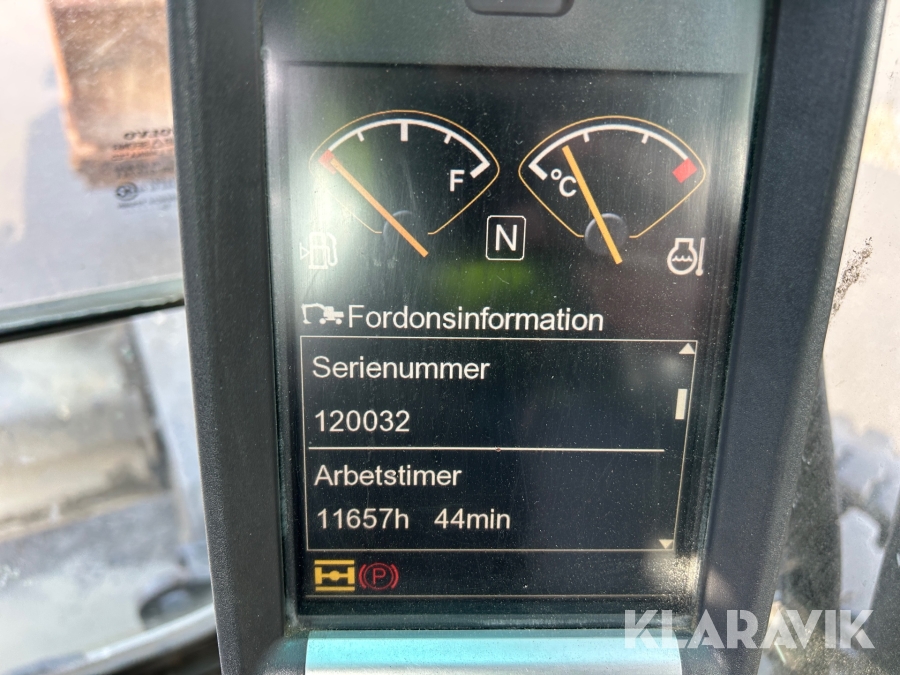 F
°C
N
Fordonsinformation
Serienummer
120032
Arbetstimer
11657h 44min
P
KLARAVIK